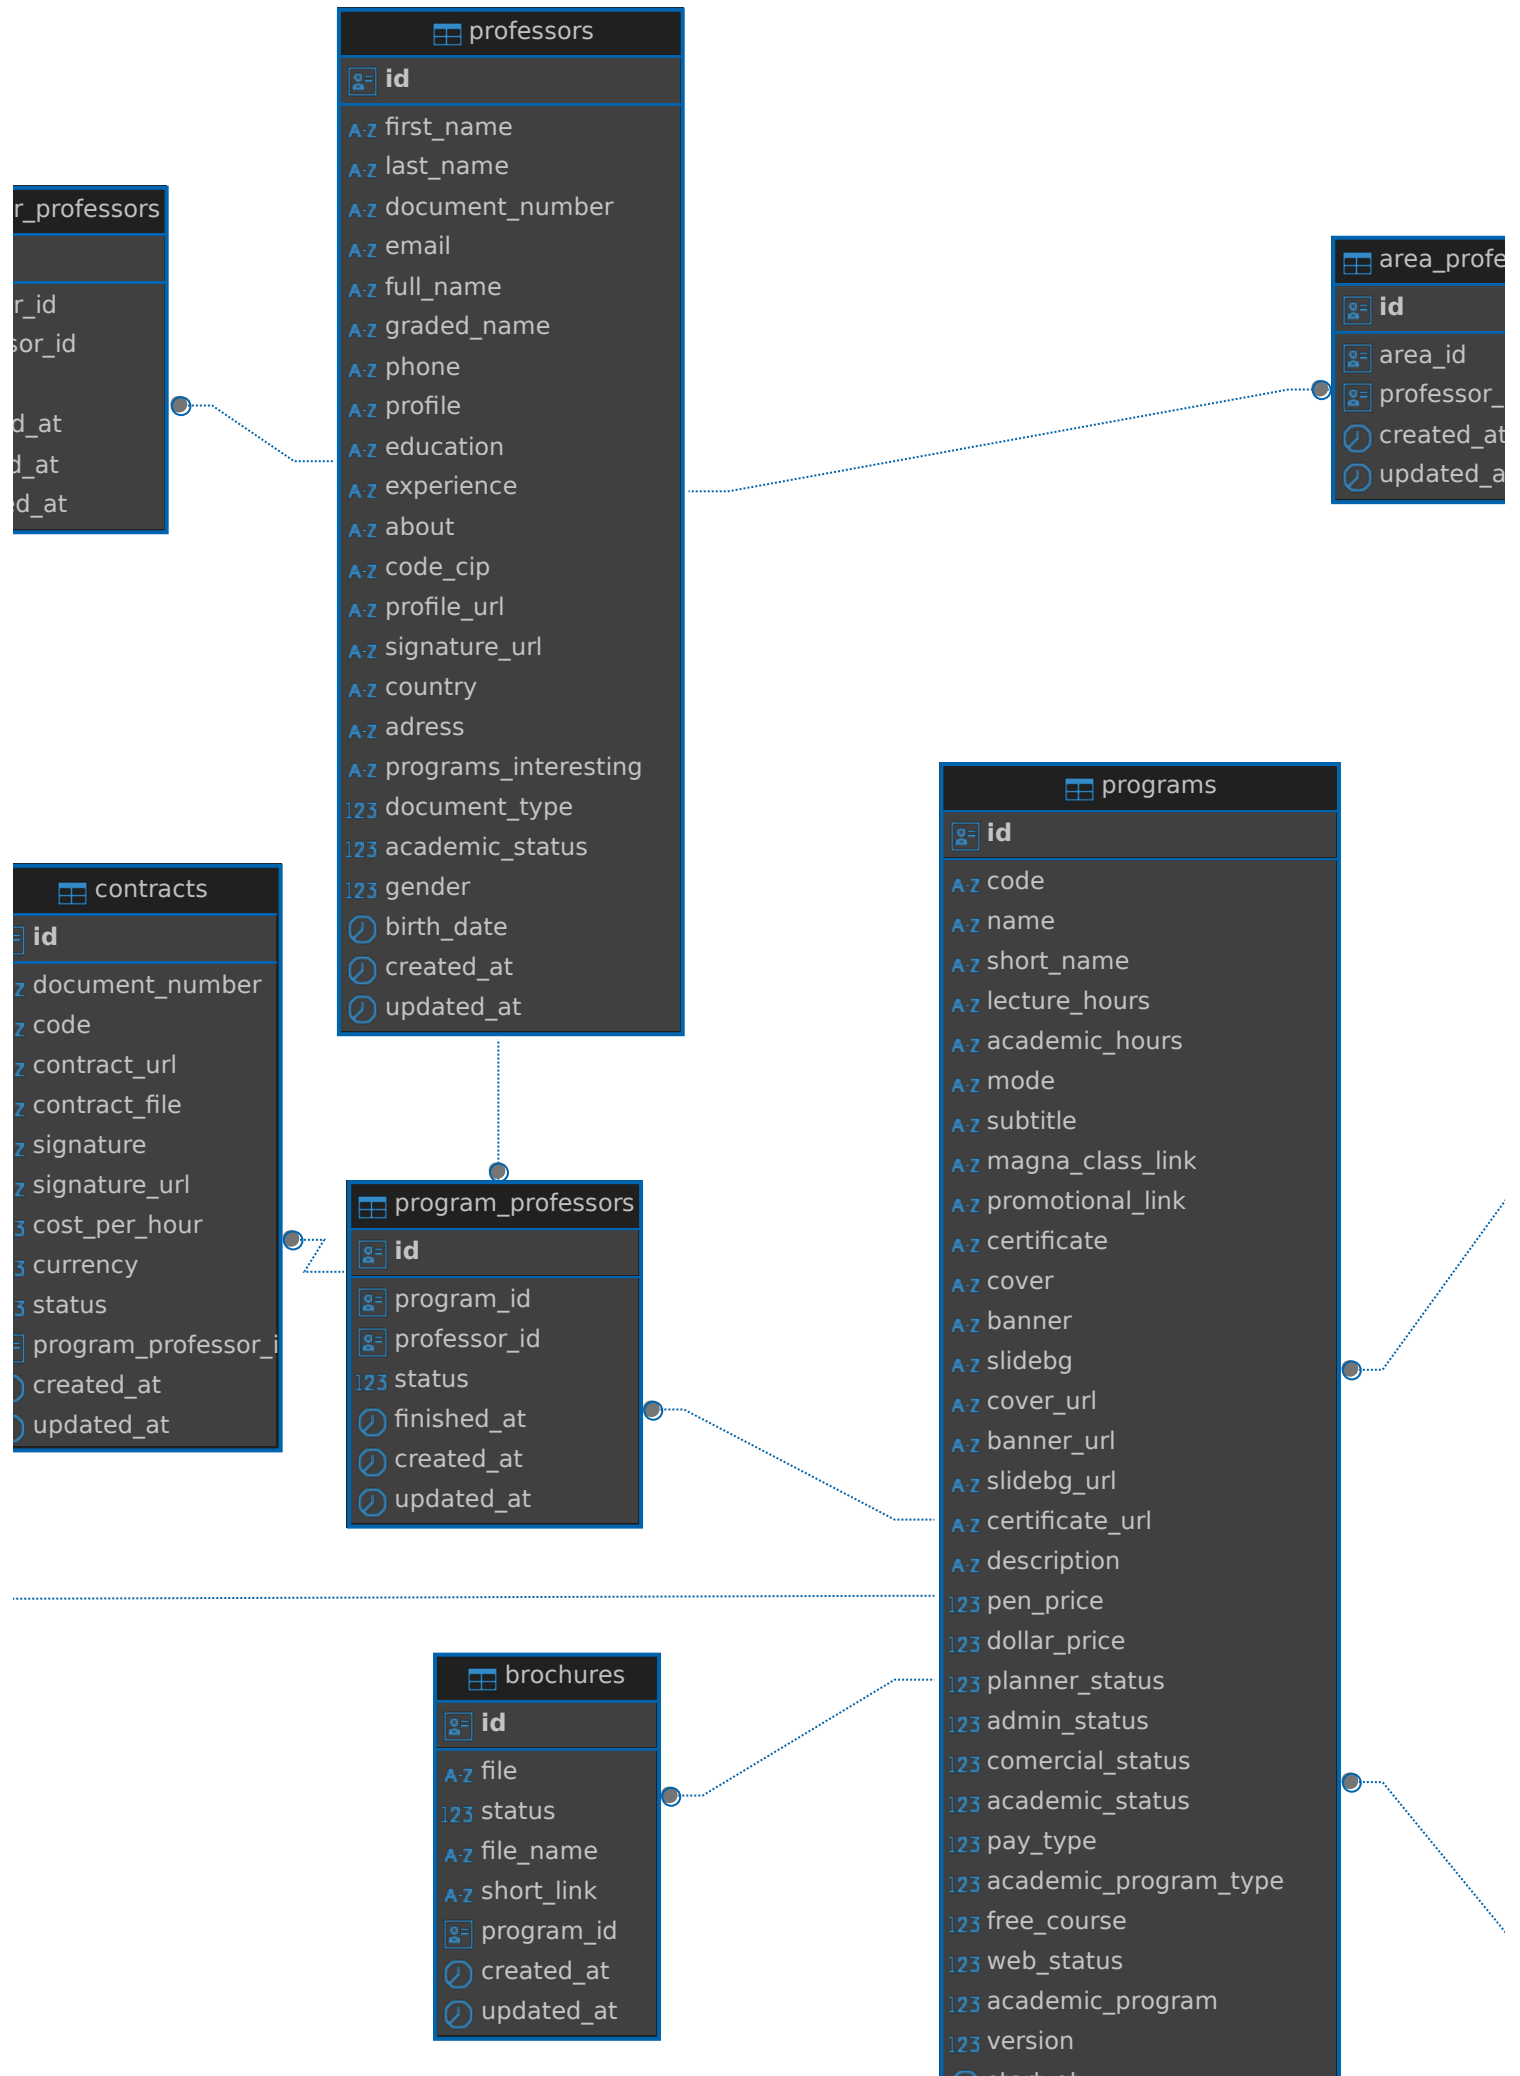 professors
id
first_name
last_name
document_number
email
full_name
graded_name
phone
profile
education
experience
about
code_cip
profile_url
signature_url
country
adress
programs_interesting
document_type
academic_status
gender
birth_date
created_at
updated_at
r_professors
r_id
sor_id
d_at
d_at
ed_at
area_profe
id
area_id
professor_
created_at
updated_a
contracts
id
document_number
code
contract_url
contract_file
signature
signature_url
cost_per_hour
currency
status
program_professor_i
created_at
updated_at
program_professors
id
program_id
professor_id
status
finished_at
created_at
updated_at
programs
id
code
name
short_name
lecture_hours
academic_hours
mode
subtitle
magna_class_link
promotional_link
certificate
cover
banner
slidebg
cover_url
banner_url
slidebg_url
certificate_url
description
pen_price
dollar_price
planner_status
admin_status
comercial_status
academic_status
pay_type
academic_program_type
free_course
web_status
academic_program
version
brochures
id
file
status
file_name
short_link
program_id
created_at
updated_at